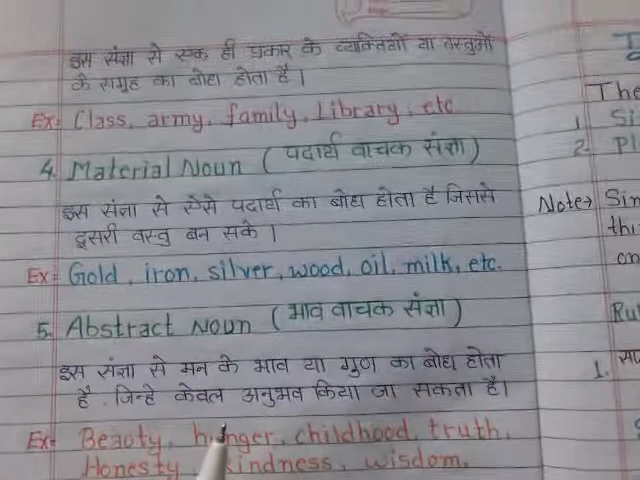 इस संज्ञा से एक ही प्रकार के व्यक्तियों या वस्तुओं
के समूह का बोध होता है।
Ex= Class, army, family, library, etc
4. Material Noun (पदार्थ वाचक संज्ञा)
इस संज्ञा से ऐसे पदार्थ का बोध होता है जिससे
दूसरी वस्तु बन सके।
Ex= Gold, iron, silver, wood, oil, milk, etc.
5. Abstract Noun (भाव वाचक संज्ञा)
इस संज्ञा से मन के भाव या गुण का बोध होता
है जिन्हे केवल अनुभव किया जा सकता है।
Ex= Beauty, hunger, childhood, truth,
Honesty, kindness, wisdom.
The
1. Si
2. Pl
Note→ Sin
thi
on
Ru
1.